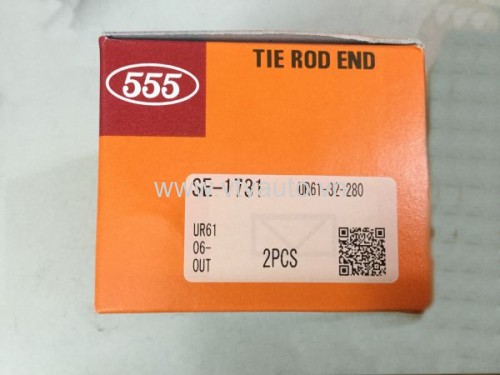 555
TIE ROD END
SE-1731 UR61-32-280
UR61
06-
OUT 2PCS